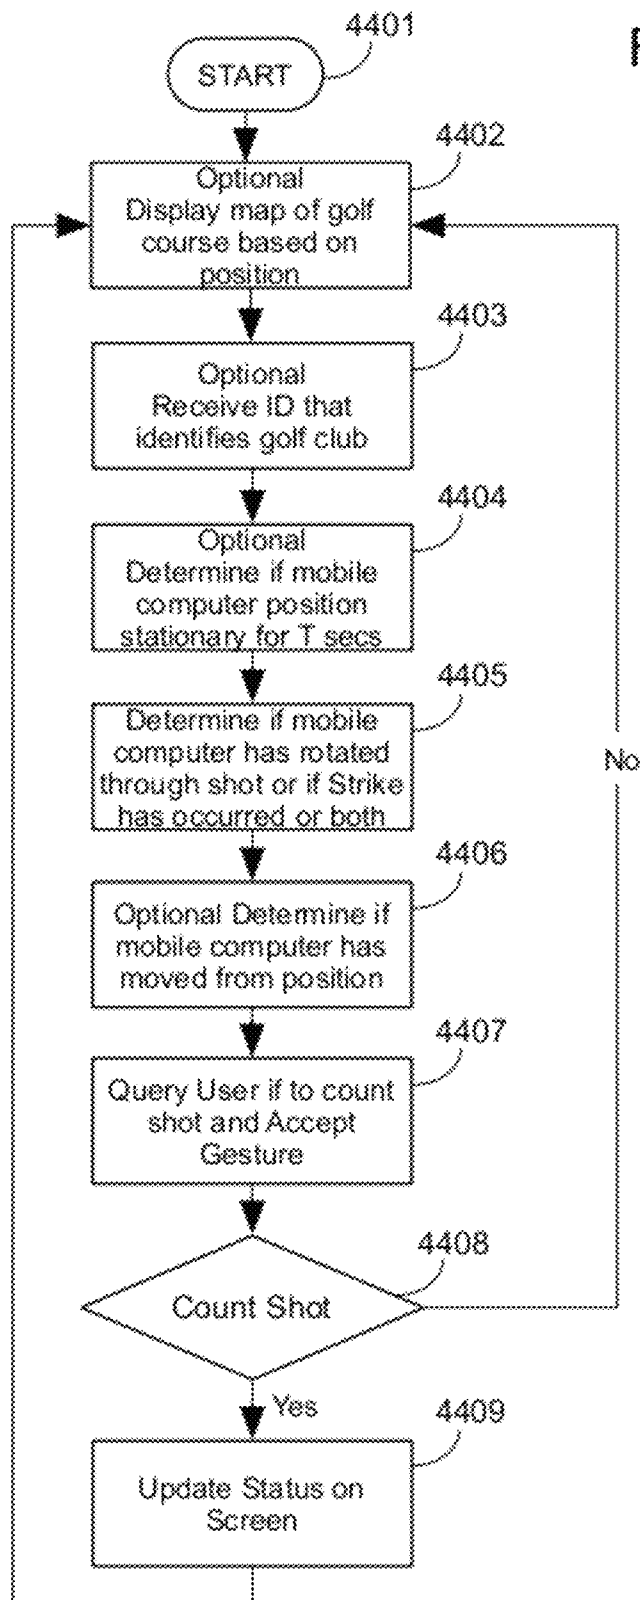 4401
START
4402
Optional
Display map of golf
course based on
position
4403
Optional
Receive ID that
identifies golf club
4404
Optional
Determine if mobile
computer position
stationary for T secs
4405
Determine if mobile
computer has rotated
through shot or if Strike
has occurred or both
No
4406
Optional Determine if
mobile computer has
moved from position
4407
Query User if to count
shot and Accept
Gesture
4408
Count Shot
Yes
4409
Update Status on
Screen